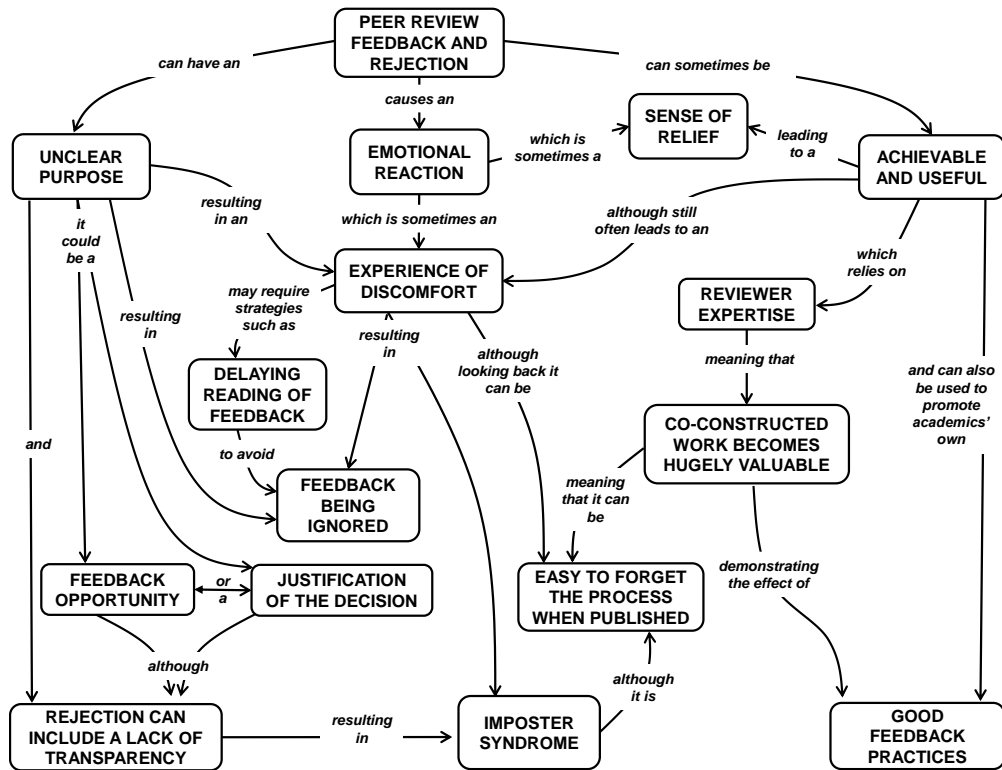 PEER REVIEW
FEEDBACK AND
REJECTION
can have an
can sometimes be
causes an
SENSE OF
RELIEF
which is
sometimes a
leading
to a
UNCLEAR
PURPOSE
EMOTIONAL
REACTION
ACHIEVABLE
AND USEFUL
resulting
in an
which is sometimes an
although still
often leads to an
it
could
be a
which
relies on
EXPERIENCE OF
DISCOMFORT
REVIEWER
EXPERTISE
may require
strategies
such as
resulting
in
resulting
in
although
looking back it
can be
meaning that
DELAYING
READING OF
FEEDBACK
and can also
be used to
promote
academics’
own
and
CO-CONSTRUCTED
WORK BECOMES
HUGELY VALUABLE
to avoid
FEEDBACK
BEING
IGNORED
meaning
that it can
be
FEEDBACK
OPPORTUNITY
or
a
JUSTIFICATION
OF THE DECISION
EASY TO FORGET
THE PROCESS
WHEN PUBLISHED
demonstrating
the effect of
although
although
it is
REJECTION CAN
INCLUDE A LACK OF
TRANSPARENCY
resulting
in
IMPOSTER
SYNDROME
GOOD
FEEDBACK
PRACTICES